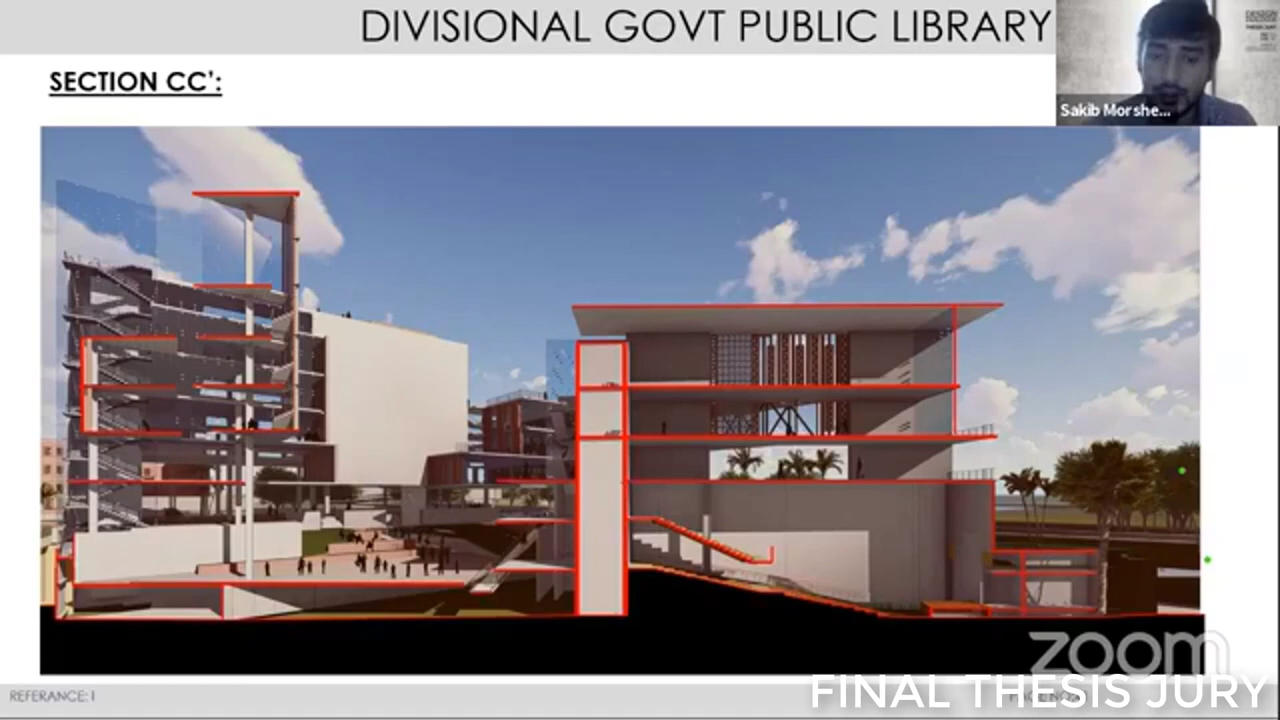 DIVISIONAL GOVT PUBLIC LIBRARY
Sakib Morshe...
SECTION CC':
zoom
REFERANCE: I
FINAL THESIS JURY